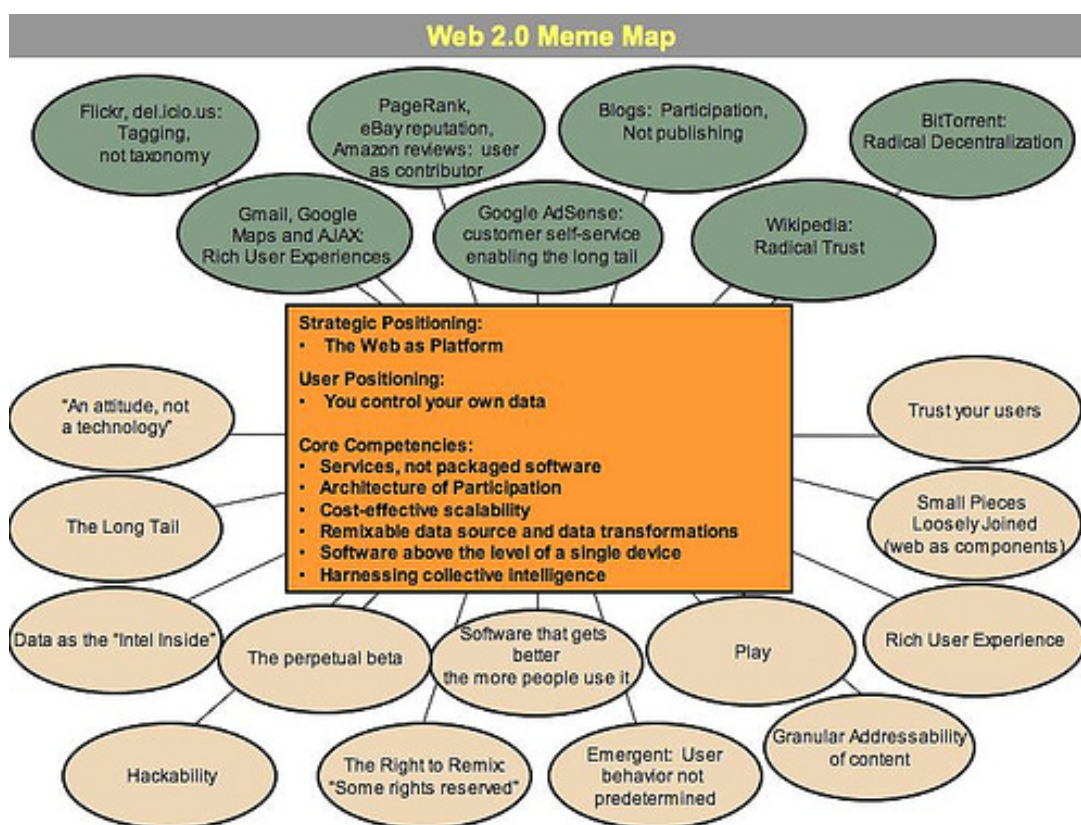 Web 2.0 Meme Map
Flickr, del.icio.us:
Tagging,
not taxonomy
PageRank,
eBay reputation,
Amazon reviews: user
as contributor
Blogs: Participation,
Not publishing
BitTorrent:
Radical Decentralization
Gmail, Google
Maps and AJAX:
Rich User Experiences
Google AdSense:
customer self-service
enabling the long tail
Wikipedia:
Radical Trust
Strategic Positioning:
• The Web as Platform
User Positioning:
• You control your own data
Core Competencies:
• Services, not packaged software
• Architecture of Participation
• Cost-effective scalability
• Remixable data source and data transformations
• Software above the level of a single device
• Harnessing collective intelligence
"An attitude, not
a technology"
Trust your users
The Long Tail
Small Pieces
Loosely Joined
(web as components)
Data as the "Intel Inside"
The perpetual beta
Software that gets
better
the more people use it
Play
Rich User Experience
Hackability
The Right to Remix:
"Some rights reserved"
Emergent: User
behavior not
predetermined
Granular Addressability
of content